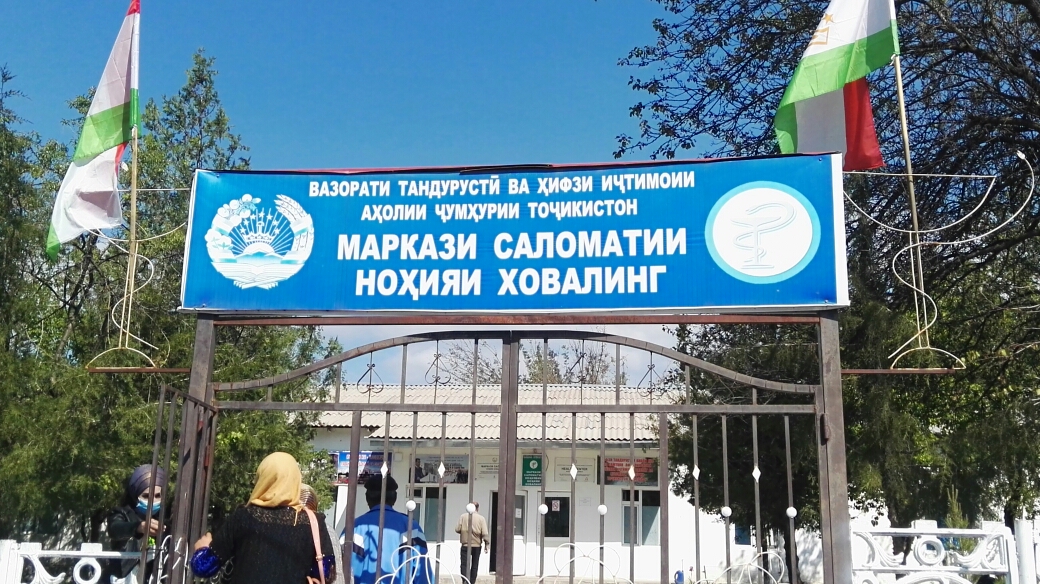 ВАЗОРАТИ ТАНДУРУСТӢ ВА ҲИФЗИ ИҶТИМОИИ
АҲОЛИИ ҶУМҲУРИИ ТОҶИКИСТОН
МАРКАЗИ САЛОМАТИИ
НОҲИЯИ ХОВАЛИНГ